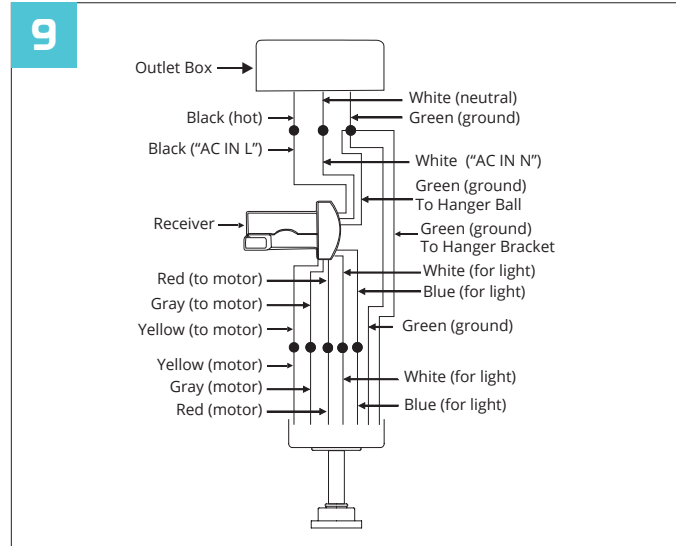 9
Outlet Box
White (neutral)
Black (hot)
Green (ground)
Black (“AC IN L”)
White (“AC IN N”)
Green (ground)
To Hanger Ball
Receiver
Green (ground)
To Hanger Bracket
Red (to motor)
White (for light)
Gray (to motor)
Blue (for light)
Yellow (to motor)
Green (ground)
Yellow (motor)
White (for light)
Gray (motor)
Red (motor)
Blue (for light)